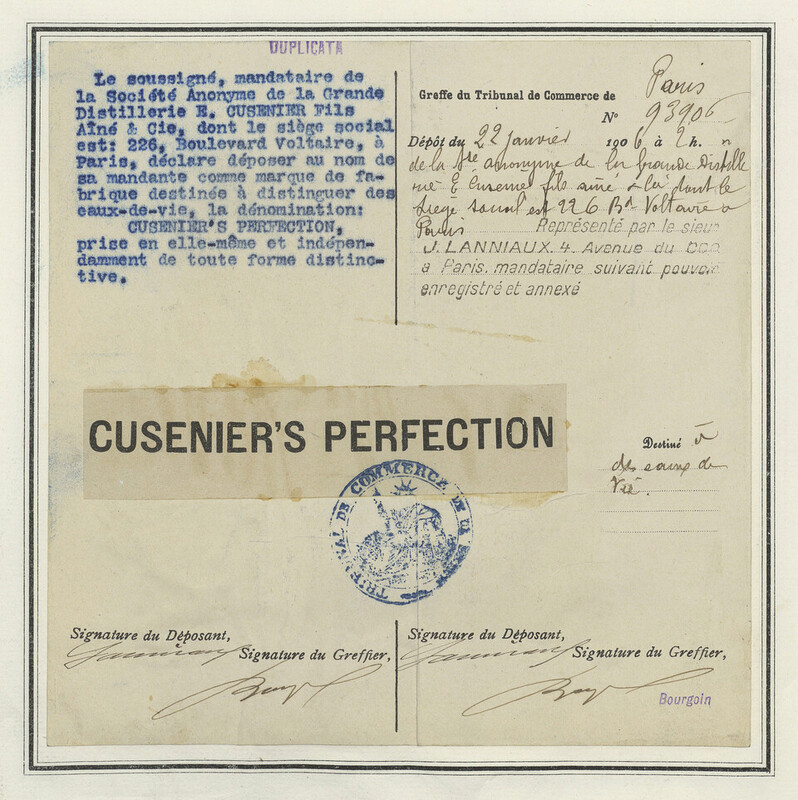 DUPLICATA
Le soussigné, mandataire de
la Société Anonyme de la Grande
Distillerie E. CUSENIER Fils
Aîné & Cie, dont le siège social
est: 226, Boulevard Voltaire, à
Paris, déclare déposer au nom de
sa mandante comme marque de fa-
brique destinée à distinguer des
eaux-de-vie, la dénomination:
CUSENIER'S PERFECTION,
prise en elle-même et indépen-
damment de toute forme distinc-
tive.
Greffe du Tribunal de Commerce de Paris
N° 93906
Dépôt du 22 Janvier 1906 à 2 h.
de la Sté anonyme de la Grande Distille
rie E Cusenier fils aîné & Cie dont le
siège social est 226 Bd Voltaire à
Paris Représenté par le sieur
J. LANNIAUX. 4. Avenue du COQ
à Paris. mandataire suivant pouvoir
enregistré et annexé
CUSENIER'S PERFECTION
Destiné à
des eaux de
Vie.
TRIBUNAL DE COMMERCE DE LA SEINE
Signature du Déposant,
Signature du Greffier,
Signature du Déposant,
Signature du Greffier,
Bourgoin